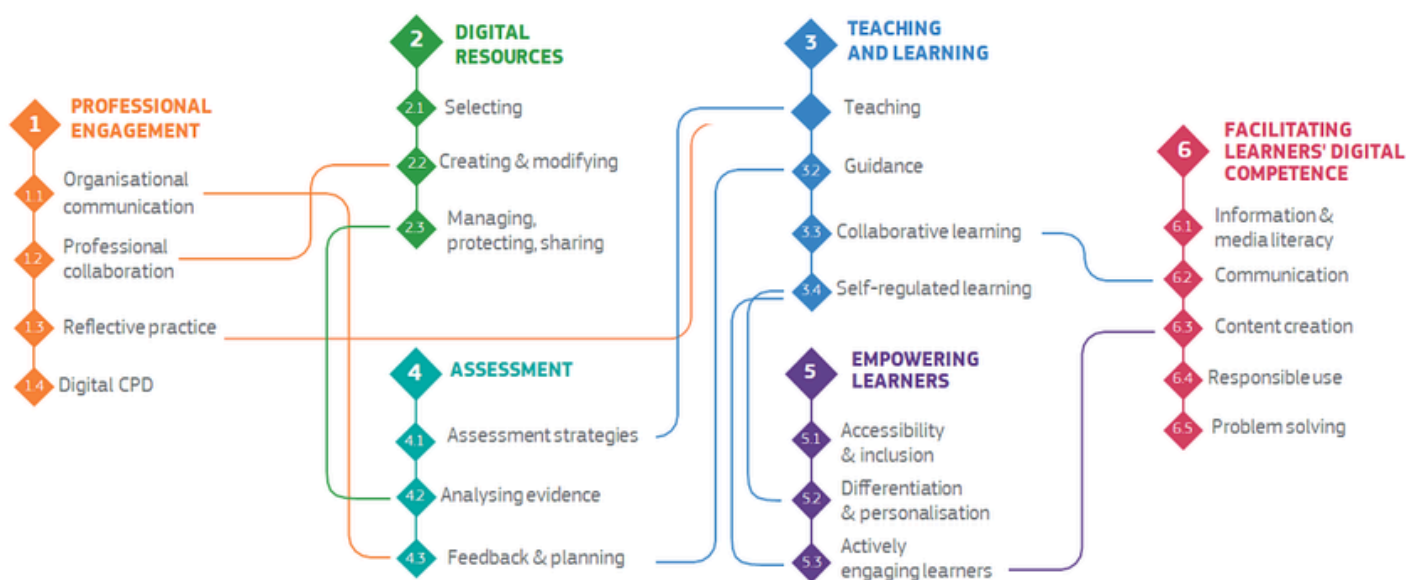 1
PROFESSIONAL
ENGAGEMENT
1.1
Organisational
communication
1.2
Professional
collaboration
1.3
Reflective practice
1.4
Digital CPD
2
DIGITAL
RESOURCES
2.1
Selecting
2.2
Creating & modifying
2.3
Managing,
protecting, sharing
3
TEACHING
AND LEARNING
Teaching
3.2
Guidance
3.3
Collaborative learning
3.4
Self-regulated learning
4
ASSESSMENT
4.1
Assessment strategies
4.2
Analysing evidence
4.3
Feedback & planning
5
EMPOWERING
LEARNERS
5.1
Accessibility
& inclusion
5.2
Differentiation
& personalisation
5.3
Actively
engaging learners
6
FACILITATING
LEARNERS' DIGITAL
COMPETENCE
6.1
Information &
media literacy
6.2
Communication
6.3
Content creation
6.4
Responsible use
6.5
Problem solving